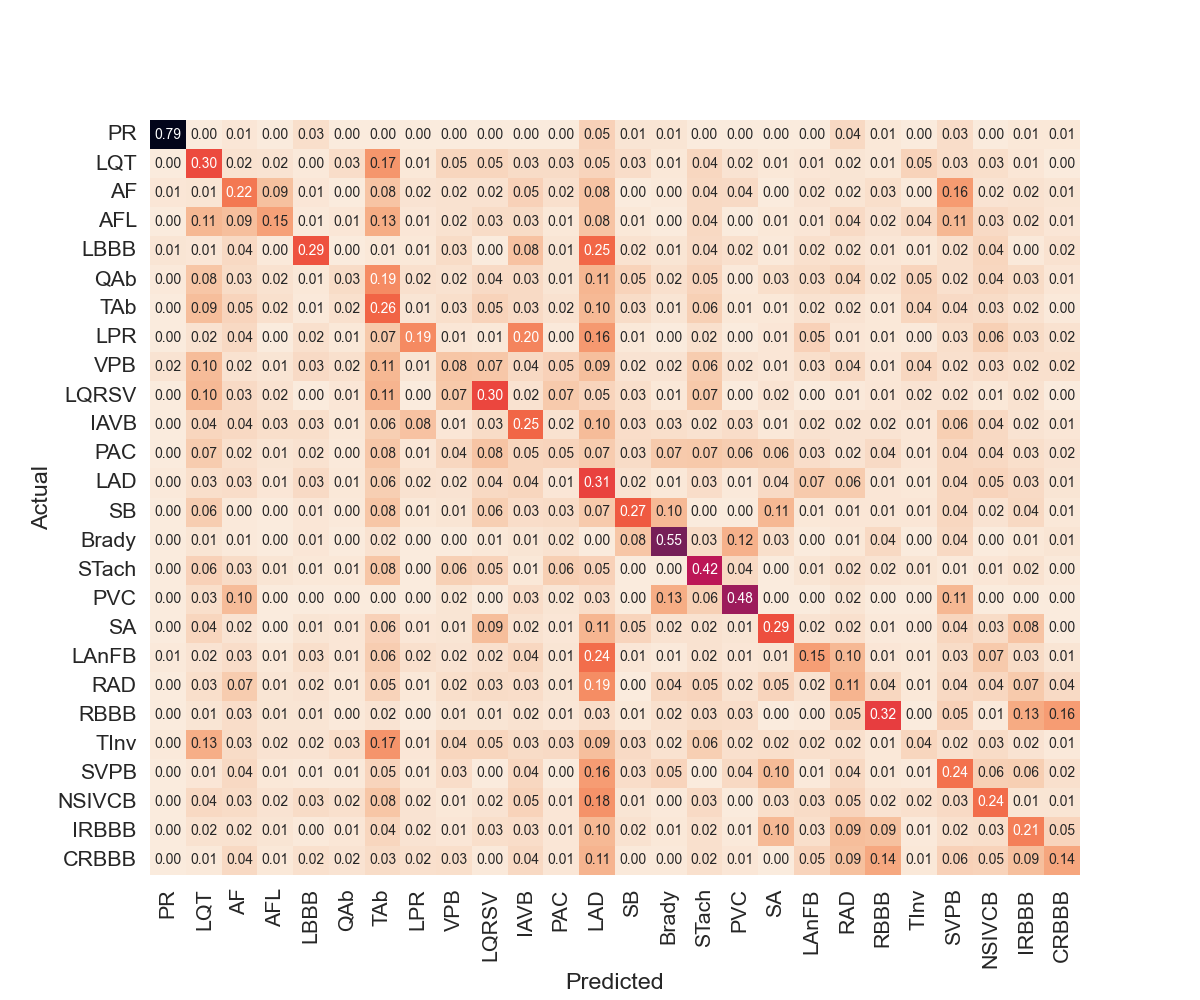 PR 0.79 0.00 0.01 0.00 0.03 0.00 0.00 0.00 0.00 0.00 0.00 0.00 0.05 0.01 0.01 0.00 0.00 0.00 0.00 0.04 0.01 0.00 0.03 0.00 0.01 0.01
LQT 0.00 0.30 0.02 0.02 0.00 0.03 0.17 0.01 0.05 0.05 0.03 0.03 0.05 0.03 0.01 0.04 0.02 0.01 0.01 0.02 0.01 0.05 0.03 0.03 0.01 0.00
AF 0.01 0.01 0.22 0.09 0.01 0.00 0.08 0.02 0.02 0.02 0.05 0.02 0.08 0.00 0.00 0.04 0.04 0.00 0.02 0.02 0.03 0.00 0.16 0.02 0.02 0.01
AFL 0.00 0.11 0.09 0.15 0.01 0.01 0.13 0.01 0.02 0.03 0.03 0.01 0.08 0.01 0.00 0.04 0.00 0.01 0.01 0.04 0.02 0.04 0.11 0.03 0.02 0.01
LBBB 0.01 0.01 0.04 0.00 0.29 0.00 0.01 0.01 0.03 0.00 0.08 0.01 0.25 0.02 0.01 0.04 0.02 0.01 0.02 0.02 0.01 0.01 0.02 0.04 0.00 0.02
QAb 0.00 0.08 0.03 0.02 0.01 0.03 0.19 0.02 0.02 0.04 0.03 0.01 0.11 0.05 0.02 0.05 0.00 0.03 0.03 0.04 0.02 0.05 0.02 0.04 0.03 0.01
TAb 0.00 0.09 0.05 0.02 0.01 0.02 0.26 0.01 0.03 0.05 0.03 0.02 0.10 0.03 0.01 0.06 0.01 0.01 0.02 0.02 0.01 0.04 0.04 0.03 0.02 0.00
LPR 0.00 0.02 0.04 0.00 0.02 0.01 0.07 0.19 0.01 0.01 0.20 0.00 0.16 0.01 0.00 0.02 0.00 0.01 0.05 0.01 0.01 0.00 0.03 0.06 0.03 0.02
VPB 0.02 0.10 0.02 0.01 0.03 0.02 0.11 0.01 0.08 0.07 0.04 0.05 0.09 0.02 0.02 0.06 0.02 0.01 0.03 0.04 0.01 0.04 0.02 0.03 0.02 0.02
LQRSV 0.00 0.10 0.03 0.02 0.00 0.01 0.11 0.00 0.07 0.30 0.02 0.07 0.05 0.03 0.01 0.07 0.00 0.02 0.00 0.01 0.01 0.02 0.01 0.01 0.02 0.00
IAVB 0.00 0.04 0.04 0.03 0.03 0.01 0.06 0.08 0.01 0.03 0.25 0.02 0.10 0.03 0.03 0.02 0.03 0.01 0.02 0.02 0.02 0.01 0.06 0.04 0.02 0.01
PAC 0.00 0.07 0.02 0.01 0.02 0.00 0.08 0.01 0.04 0.08 0.05 0.05 0.07 0.03 0.07 0.07 0.06 0.06 0.03 0.02 0.04 0.01 0.04 0.04 0.03 0.02
LAD 0.00 0.03 0.03 0.01 0.03 0.01 0.06 0.02 0.02 0.04 0.04 0.01 0.31 0.02 0.01 0.03 0.01 0.04 0.07 0.06 0.01 0.01 0.04 0.05 0.03 0.01
SB 0.00 0.06 0.00 0.00 0.01 0.02 0.08 0.01 0.01 0.06 0.03 0.03 0.07 0.27 0.10 0.00 0.00 0.11 0.01 0.01 0.01 0.01 0.04 0.02 0.04 0.01
Brady 0.00 0.01 0.01 0.00 0.01 0.00 0.02 0.00 0.00 0.01 0.01 0.02 0.00 0.08 0.55 0.03 0.12 0.03 0.00 0.01 0.04 0.00 0.04 0.00 0.01 0.01
STach 0.00 0.06 0.03 0.01 0.01 0.01 0.08 0.00 0.06 0.05 0.01 0.06 0.05 0.00 0.00 0.42 0.04 0.00 0.01 0.02 0.02 0.01 0.01 0.01 0.02 0.00
PVC 0.00 0.03 0.10 0.00 0.00 0.00 0.00 0.00 0.02 0.00 0.03 0.02 0.02 0.03 0.00 0.13 0.06 0.48 0.00 0.00 0.02 0.00 0.00 0.11 0.00 0.00 0.00
SA 0.00 0.04 0.02 0.00 0.01 0.01 0.06 0.01 0.01 0.09 0.02 0.01 0.11 0.05 0.02 0.02 0.01 0.29 0.02 0.02 0.01 0.00 0.04 0.03 0.08 0.00
LAnFB 0.01 0.02 0.03 0.01 0.03 0.01 0.06 0.02 0.02 0.02 0.04 0.01 0.24 0.01 0.01 0.02 0.01 0.01 0.15 0.10 0.01 0.01 0.03 0.07 0.03 0.01
RAD 0.00 0.03 0.07 0.01 0.02 0.01 0.05 0.01 0.02 0.03 0.03 0.01 0.19 0.00 0.04 0.05 0.02 0.05 0.02 0.11 0.04 0.01 0.04 0.04 0.07 0.04
RBBB 0.00 0.01 0.03 0.01 0.01 0.00 0.02 0.00 0.01 0.01 0.02 0.01 0.03 0.01 0.02 0.03 0.03 0.00 0.00 0.05 0.32 0.00 0.05 0.01 0.13 0.16
TInv 0.00 0.13 0.03 0.02 0.02 0.03 0.17 0.01 0.04 0.05 0.03 0.03 0.09 0.03 0.02 0.06 0.02 0.02 0.02 0.02 0.01 0.04 0.02 0.03 0.02 0.01
SVPB 0.00 0.01 0.04 0.01 0.01 0.01 0.05 0.01 0.03 0.00 0.04 0.00 0.16 0.03 0.05 0.00 0.04 0.10 0.01 0.04 0.01 0.01 0.24 0.06 0.06 0.02
NSIVCB 0.00 0.04 0.03 0.02 0.03 0.02 0.08 0.02 0.01 0.02 0.05 0.01 0.18 0.01 0.00 0.03 0.00 0.03 0.03 0.05 0.02 0.02 0.03 0.24 0.01 0.01
IRBBB 0.00 0.02 0.02 0.01 0.00 0.01 0.04 0.02 0.01 0.03 0.03 0.01 0.10 0.02 0.01 0.02 0.01 0.10 0.03 0.09 0.09 0.01 0.02 0.03 0.21 0.05
CRBBB 0.00 0.01 0.04 0.01 0.02 0.02 0.03 0.02 0.03 0.00 0.04 0.01 0.11 0.00 0.00 0.02 0.01 0.00 0.05 0.09 0.14 0.01 0.06 0.05 0.09 0.14
Actual
PR LQT AF AFL LBBB QAb TAb LPR VPB LQRSV IAVB PAC LAD SB Brady STach PVC SA LAnFB RAD RBBB TInv SVPB NSIVCB IRBBB CRBBB
Predicted